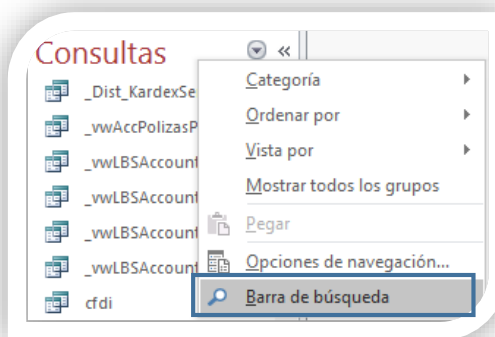 Consultas «
_Dist_KardexSe
_vwAccPolizasP
_vwLBSAccount
_vwLBSAccount
_vwLBSAccount
_vwLBSAccount
cfdi
Categoría
Ordenar por
Vista por
Mostrar todos los grupos
Pegar
Opciones de navegación...
Barra de búsqueda